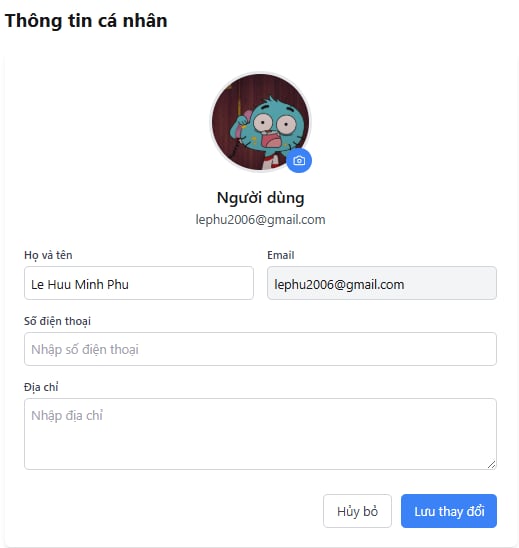 Thông tin cá nhân
Người dùng
lephu2006@gmail.com
Họ và tên
Email
Le Huu Minh Phu
lephu2006@gmail.com
Số điện thoại
Nhập số điện thoại
Địa chỉ
Nhập địa chỉ
Hủy bỏ
Lưu thay đổi